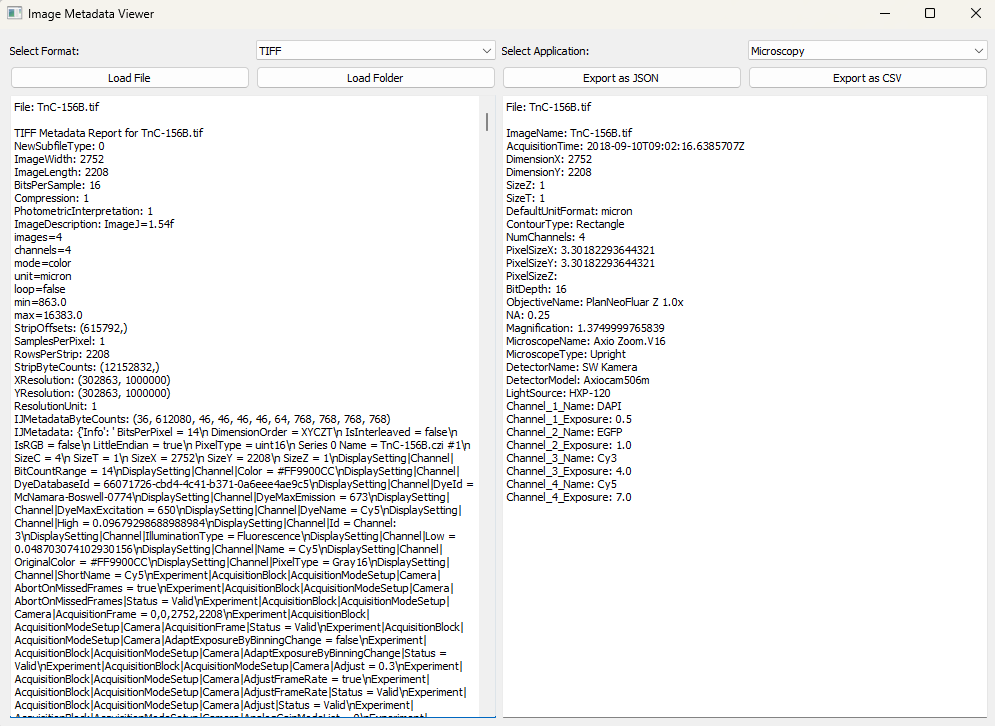 Image Metadata Viewer
Select Format:
TIFF
Select Application:
Microscopy
Load File
Load Folder
Export as JSON
Export as CSV
File: TnC-156B.tif
TIFF Metadata Report for TnC-156B.tif
NewSubfileType: 0
ImageWidth: 2752
ImageLength: 2208
BitsPerSample: 16
Compression: 1
PhotometricInterpretation: 1
ImageDescription: ImageJ=1.54f
images=4
channels=4
mode=color
unit=micron
loop=false
min=863.0
max=16383.0
StripOffsets: (615792,)
SamplesPerPixel: 1
RowsPerStrip: 2208
StripByteCounts: (12152832,)
XResolution: (302863, 1000000)
YResolution: (302863, 1000000)
ResolutionUnit: 1
IJMetadataByteCounts: (36, 612080, 46, 46, 46, 46, 64, 768, 768, 768, 768)
IJMetadata: {'Info': ' BitsPerPixel = 14\n DimensionOrder = XYCZT\n IsInterleaved = false\n
IsRGB = false\n LittleEndian = true\n PixelType = uint16\n Series 0 Name = TnC-156B.czi #1\n
SizeC = 4\n SizeT = 1\n SizeX = 2752\n SizeY = 2208\n SizeZ = 1\nDisplaySetting|Channel|
BitCountRange = 14\nDisplaySetting|Channel|Color = #FF9900CC\nDisplaySetting|Channel|
DyeDatabaseId = 66071726-cbd4-4c41-b371-0a6eee4ae9c5\nDisplaySetting|Channel|DyeId =
McNamara-Boswell-0774\nDisplaySetting|Channel|DyeMaxEmission = 673\nDisplaySetting|
Channel|DyeMaxExcitation = 650\nDisplaySetting|Channel|DyeName = Cy5\nDisplaySetting|
Channel|High = 0.09679298688988984\nDisplaySetting|Channel|Id = Channel:
3\nDisplaySetting|Channel|IlluminationType = Fluorescence\nDisplaySetting|Channel|Low =
0.048703074102930156\nDisplaySetting|Channel|Name = Cy5\nDisplaySetting|Channel|
OriginalColor = #FF9900CC\nDisplaySetting|Channel|PixelType = Gray16\nDisplaySetting|
Channel|ShortName = Cy5\nExperiment|AcquisitionBlock|AcquisitionModeSetup|Camera|
AbortOnMissedFrames = true\nExperiment|AcquisitionBlock|AcquisitionModeSetup|Camera|
AbortOnMissedFrames|Status = Valid\nExperiment|AcquisitionBlock|AcquisitionModeSetup|
Camera|AcquisitionFrame = 0,0,2752,2208\nExperiment|AcquisitionBlock|
AcquisitionModeSetup|Camera|AcquisitionFrame|Status = Valid\nExperiment|AcquisitionBlock|
AcquisitionModeSetup|Camera|AdaptExposureByBinningChange = false\nExperiment|
AcquisitionBlock|AcquisitionModeSetup|Camera|AdaptExposureByBinningChange|Status =
Valid\nExperiment|AcquisitionBlock|AcquisitionModeSetup|Camera|Adjust = 0.3\nExperiment|
AcquisitionBlock|AcquisitionModeSetup|Camera|AdjustFrameRate = true\nExperiment|
AcquisitionBlock|AcquisitionModeSetup|Camera|AdjustFrameRate|Status = Valid\nExperiment|
AcquisitionBlock|AcquisitionModeSetup|Camera|Adjust|Status = Valid\nExperiment|
AcquisitionBlock|AcquisitionModeSetup|Camera|AnalogGainModeList = 0\nExperiment|
File: TnC-156B.tif
ImageName: TnC-156B.tif
AcquisitionTime: 2018-09-10T09:02:16.6385707Z
DimensionX: 2752
DimensionY: 2208
SizeZ: 1
SizeT: 1
DefaultUnitFormat: micron
ContourType: Rectangle
NumChannels: 4
PixelSizeX: 3.30182293644321
PixelSizeY: 3.30182293644321
PixelSizeZ:
BitDepth: 16
ObjectiveName: PlanNeoFluar Z 1.0x
NA: 0.25
Magnification: 1.3749999765839
MicroscopeName: Axio Zoom.V16
MicroscopeType: Upright
DetectorName: SW Kamera
DetectorModel: Axiocam506m
LightSource: HXP-120
Channel_1_Name: DAPI
Channel_1_Exposure: 0.5
Channel_2_Name: EGFP
Channel_2_Exposure: 1.0
Channel_3_Name: Cy3
Channel_3_Exposure: 4.0
Channel_4_Name: Cy5
Channel_4_Exposure: 7.0